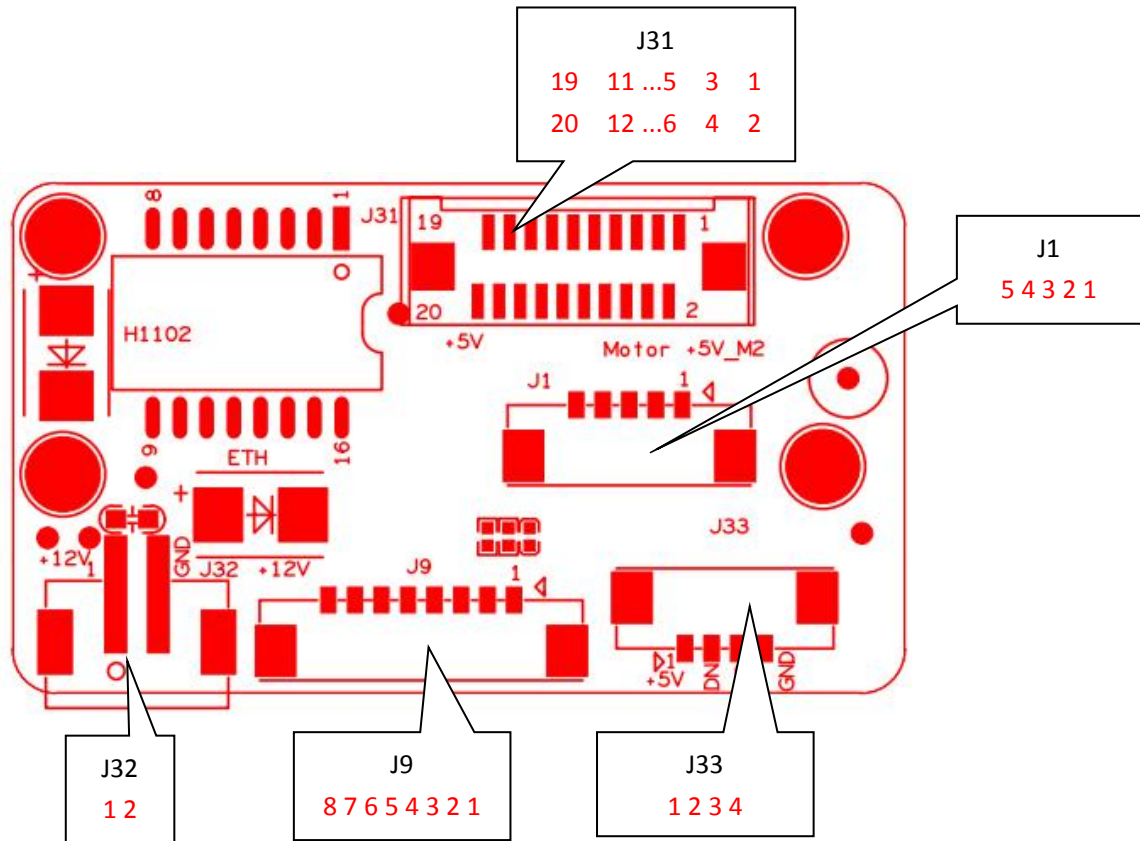 J31
19 11 ...5 3 1
20 12 ...6 4 2
J1
5 4 3 2 1
8 1
J31 19 1
+
H1102
20 2
+5V
Motor +5V_M2
J1 1
9 16
ETH
+
J33
+12V 1 GND J32 +12V
J9 1
1
+5V DN GND
J32
1 2
J9
8 7 6 5 4 3 2 1
J33
1 2 3 4